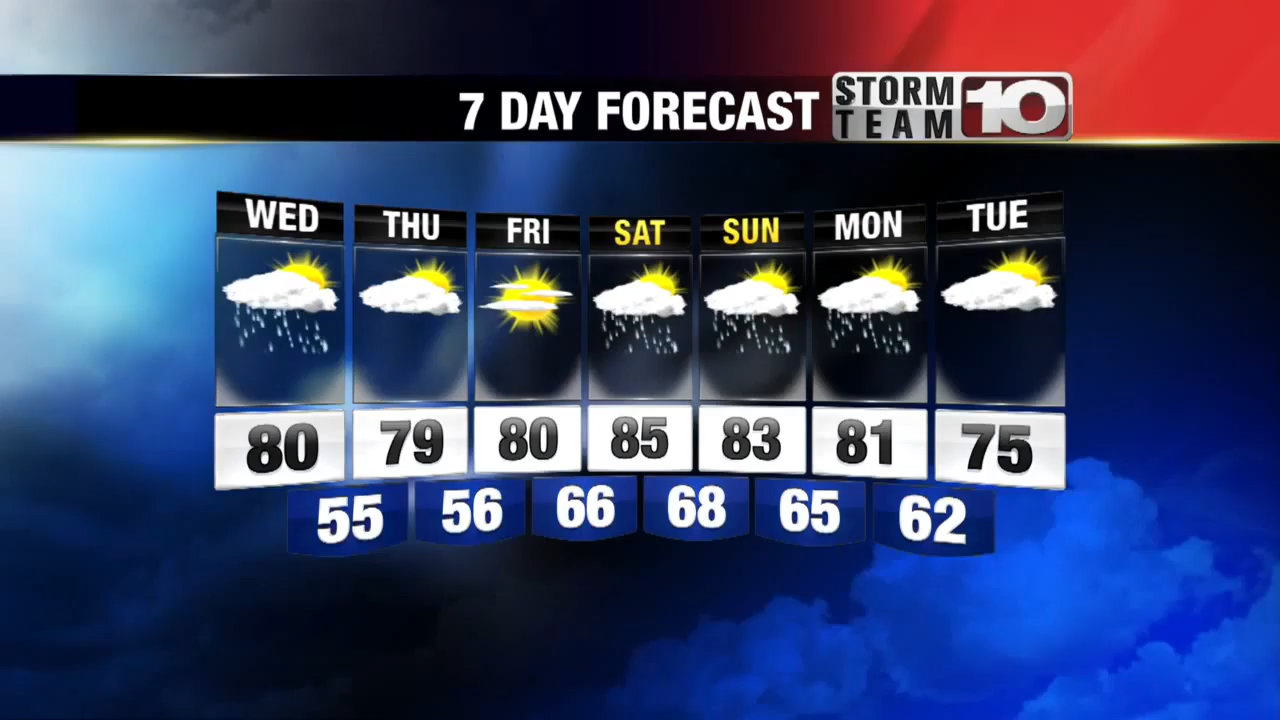 7 DAY FORECAST
STORM
TEAM
10
WED THU FRI SAT SUN MON TUE
80 79 80 85 83 81 75
55 56 66 68 65 62